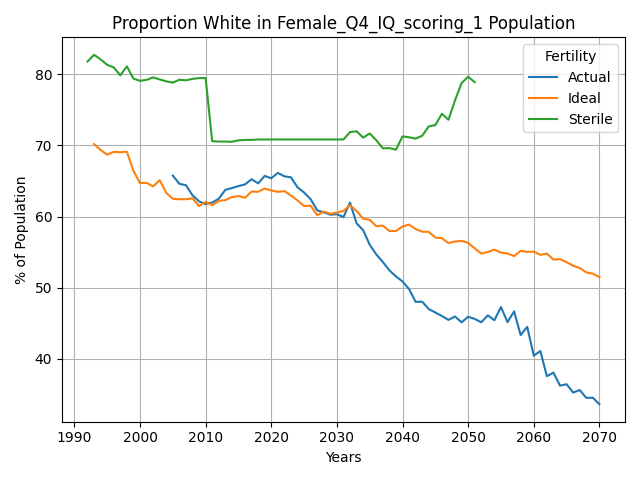 Proportion White in Female_Q4_IQ_scoring_1 Population
Fertility
Actual
Ideal
Sterile
% of Population
80
70
60
50
40
1990 2000 2010 2020 2030 2040 2050 2060 2070
Years